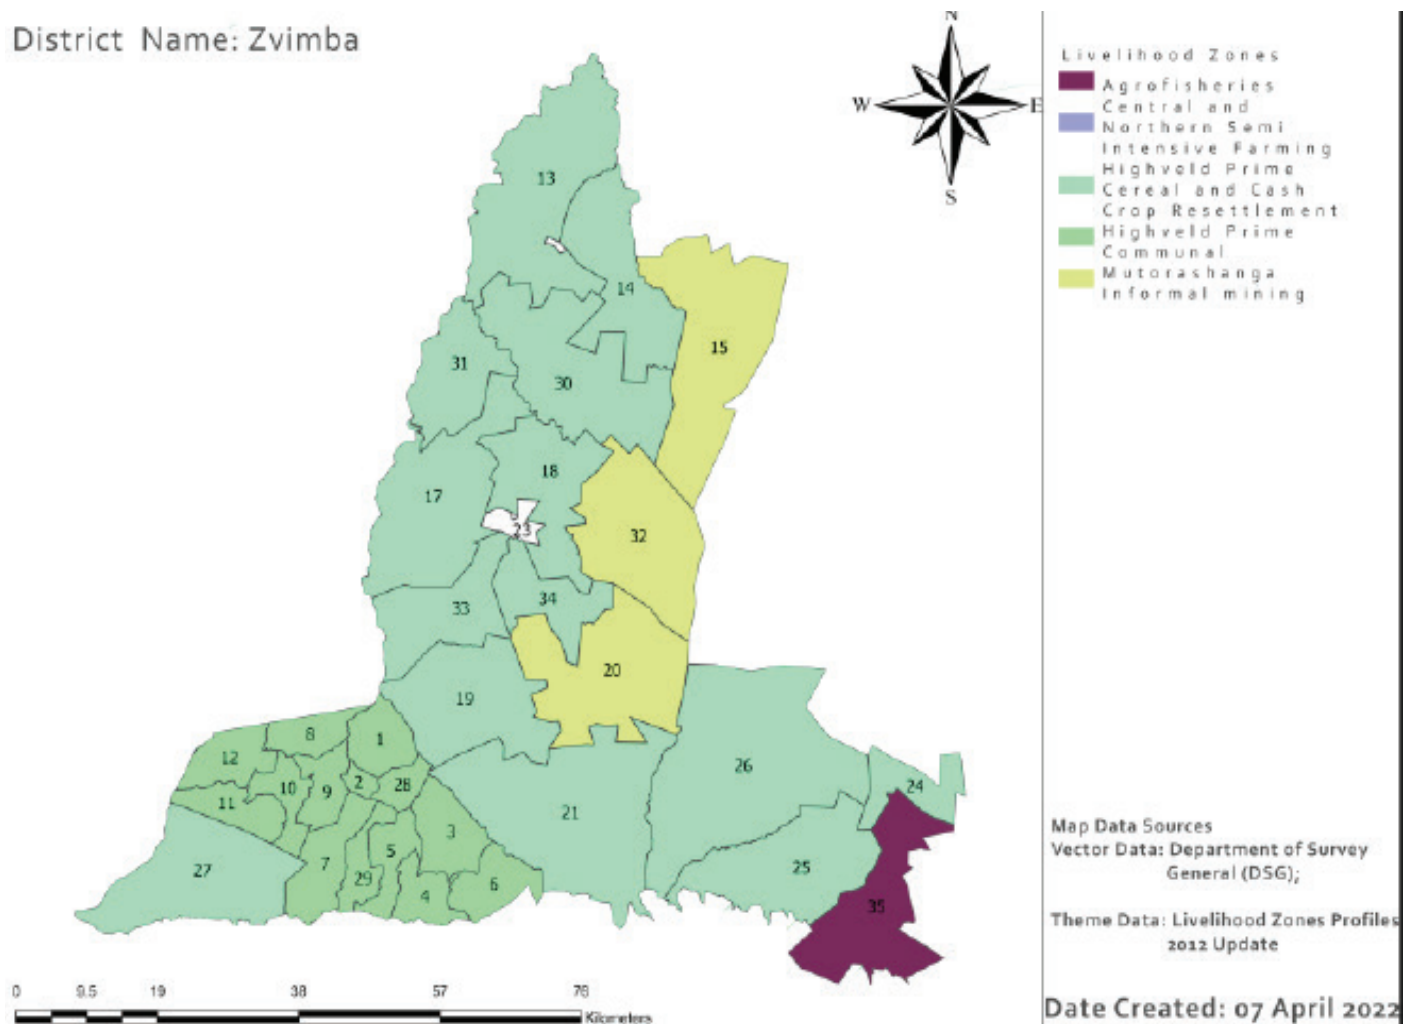 District Name: Zvimba
N
W
E
S
Livelihood Zones
Agrofisheries
Central and
Northern Semi
Intensive Farming
Highveld Prime
Cereal and Cash
Crop Resettlement
Highveld Prime
Communal
Mutorashanga
Informal mining
13
14
15
31
30
18
17
23
32
34
33
20
19
8
1
12
26
2
28
24
10
9
11
21
3
5
7
25
27
29
6
4
35
Map Data Sources
Vector Data: Department of Survey
General (DSG);
Theme Data: Livelihood Zones Profiles
2012 Update
0 9.5 19 38 57 76
Kilometers
Date Created: 07 April 2022